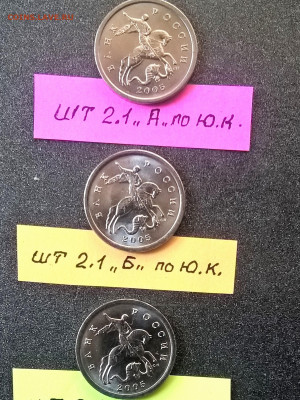 БАНК РОССИИ
2005
ШТ 2.1 „А„ по Ю.К.
БАНК РОССИИ
2005
ШТ 2.1 „Б„ по Ю.К.
БАНК РОССИИ
2005